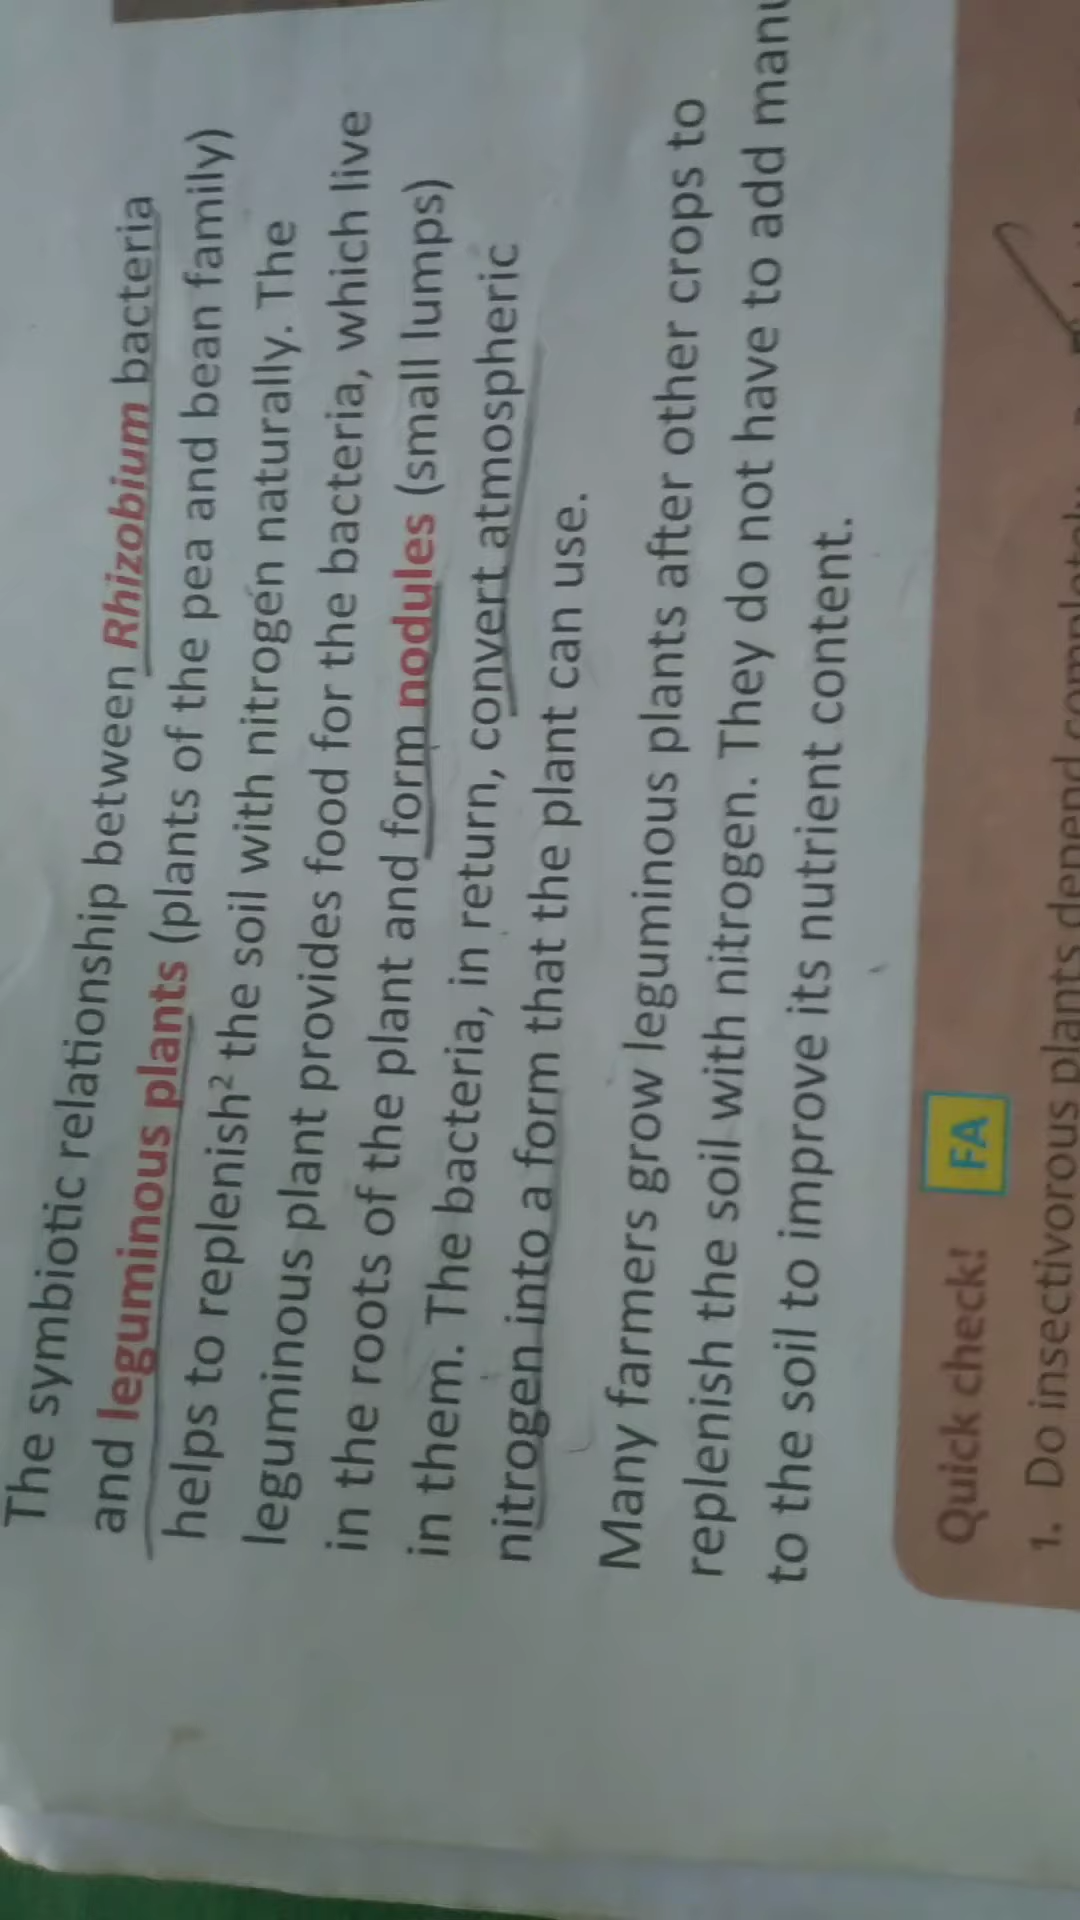 The symbiotic relationship between Rhizobium bacteria
and leguminous plants (plants of the pea and bean family)
helps to replenish² the soil with nitrogen naturally. The
leguminous plant provides food for the bacteria, which live
in the roots of the plant and form nodules (small lumps)
in them. The bacteria, in return, convert atmospheric
nitrogen into a form that the plant can use.
Many farmers grow leguminous plants after other crops to
replenish the soil with nitrogen. They do not have to add
to the soil to improve its nutrient content.
Quick check! FA
1. Do insectivorous plants depend completely